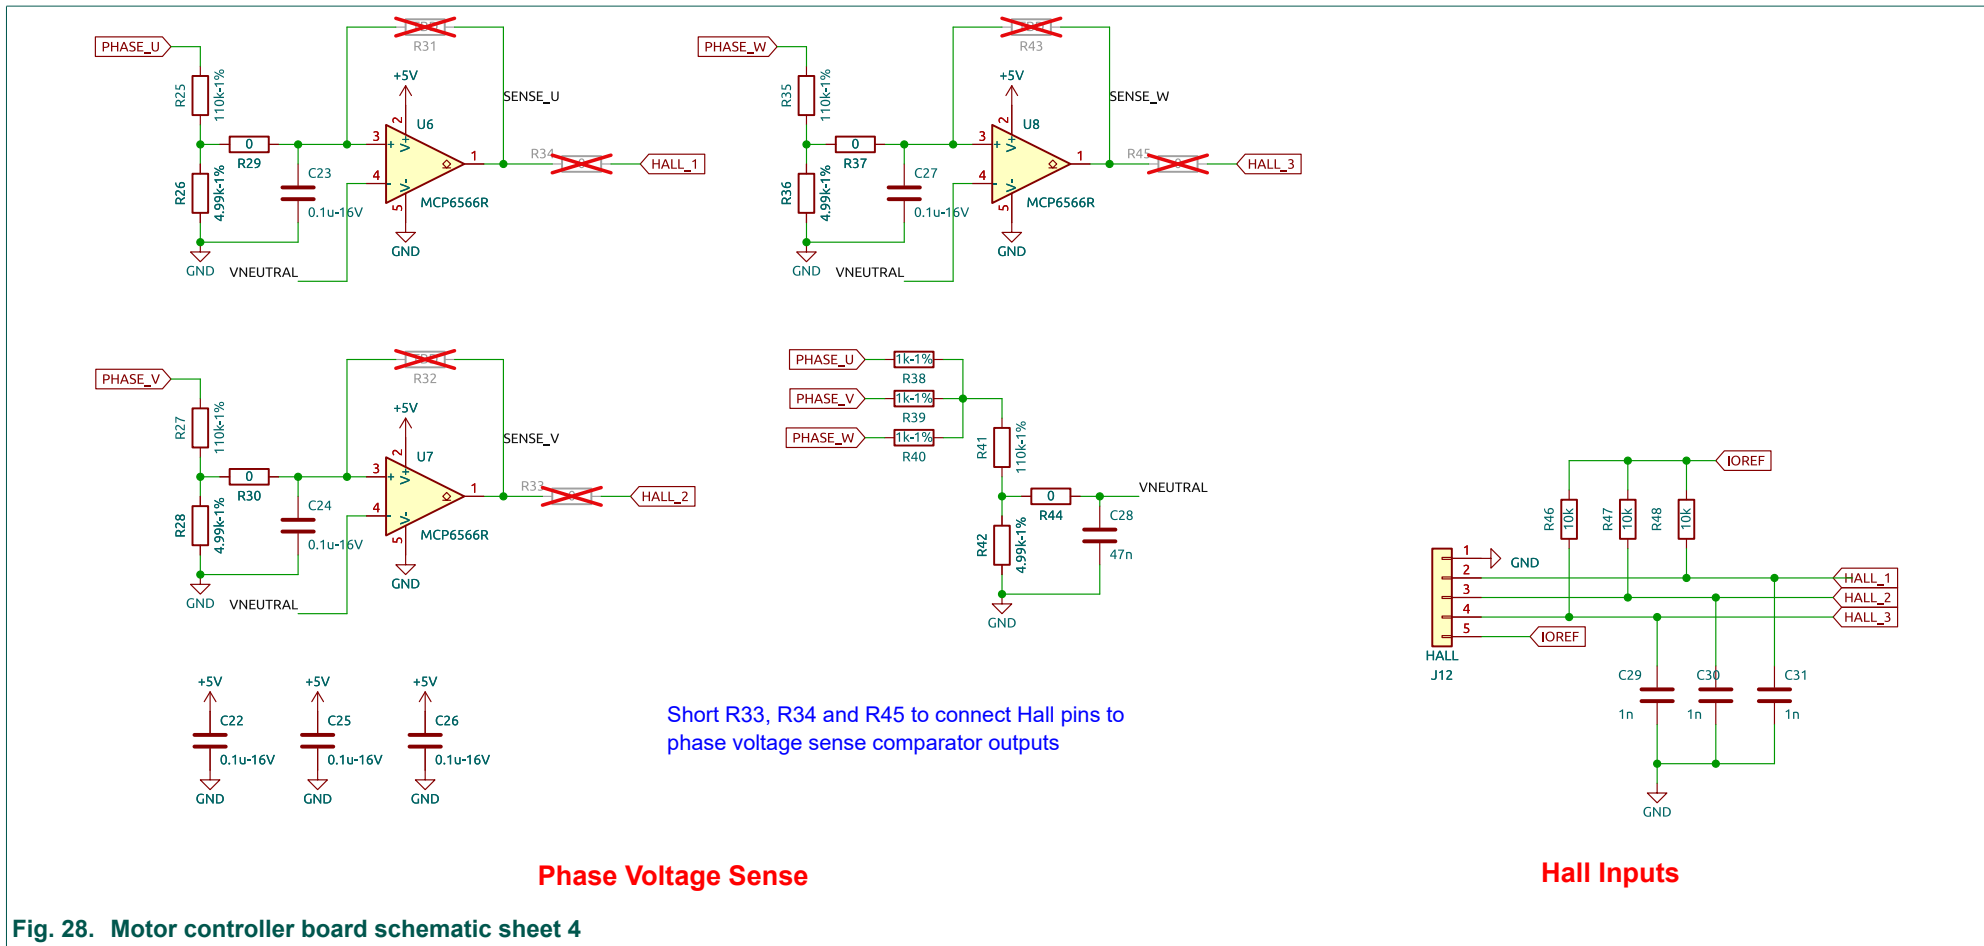 PHASE_U
R25
110k-1%
R26
4.99k-1%
0
R29
C23
0.1u-16V
GND
VNEUTRAL
R31
+5V
SENSE_U
U6
3
4
2
5
1
+
-
V+
V-
MCP6566R
GND
R34
HALL_1
PHASE_W
R35
110k-1%
R36
4.99k-1%
0
R37
C27
0.1u-16V
GND
VNEUTRAL
R43
+5V
SENSE_W
U8
3
4
2
5
1
+
-
V+
V-
MCP6566R
GND
R45
HALL_3
PHASE_V
R27
110k-1%
R28
4.99k-1%
0
R30
C24
0.1u-16V
GND
VNEUTRAL
R32
+5V
SENSE_V
U7
3
4
2
5
1
+
-
V+
V-
MCP6566R
GND
R33
HALL_2
PHASE_U
1k-1%
R38
PHASE_V
1k-1%
R39
PHASE_W
1k-1%
R40
R41
110k-1%
R42
4.99k-1%
0
R44
C28
47n
VNEUTRAL
GND
IOREF
R46
10k
R47
10k
R48
10k
1
GND
2
HALL_1
3
HALL_2
4
HALL_3
5
IOREF
HALL
J12
C29
1n
C30
1n
C31
1n
GND
+5V
C22
0.1u-16V
GND
+5V
C25
0.1u-16V
GND
+5V
C26
0.1u-16V
GND
Short R33, R34 and R45 to connect Hall pins to
phase voltage sense comparator outputs
Phase Voltage Sense
Hall Inputs
Fig. 28. Motor controller board schematic sheet 4